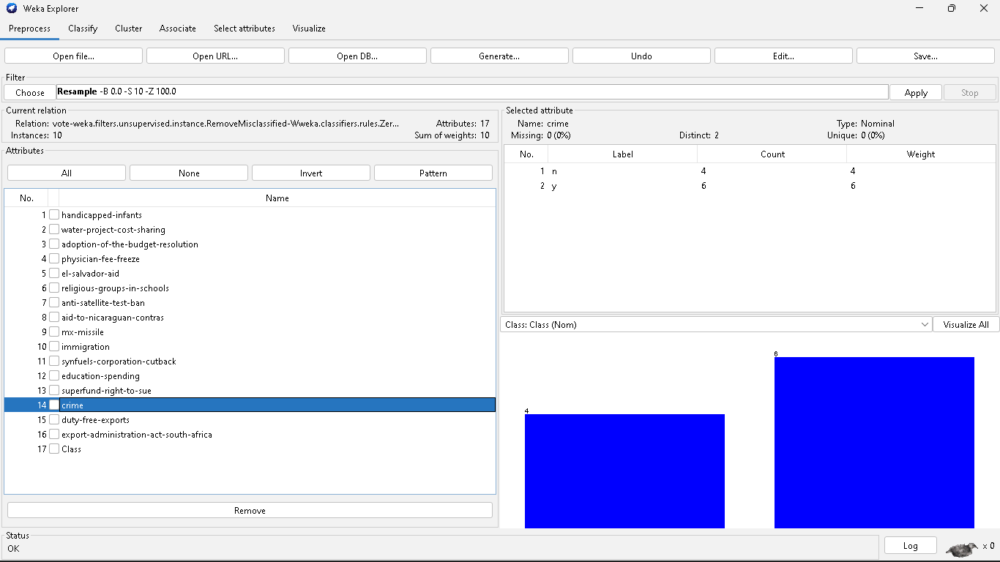 Weka Explorer
Preprocess Classify Cluster Associate Select attributes Visualize
Open file... Open URL... Open DB... Generate... Undo Edit... Save...
Filter
Choose Resample -B 0.0 -S 10 -Z 100.0 Apply Stop
Current relation
Relation: vote-weka.filters.unsupervised.instance.RemoveMisclassified-Wweka.classifiers.rules.Zer... Attributes: 17
Instances: 10 Sum of weights: 10
Attributes
All None Invert Pattern
No. Name
1 handicapped-infants
2 water-project-cost-sharing
3 adoption-of-the-budget-resolution
4 physician-fee-freeze
5 el-salvador-aid
6 religious-groups-in-schools
7 anti-satellite-test-ban
8 aid-to-nicaraguan-contras
9 mx-missile
10 immigration
11 synfuels-corporation-cutback
12 education-spending
13 superfund-right-to-sue
14 crime
15 duty-free-exports
16 export-administration-act-south-africa
17 Class
Remove
Selected attribute
Name: crime Type: Nominal
Missing: 0 (0%) Distinct: 2 Unique: 0 (0%)
No. Label Count Weight
1 n 4 4
2 y 6 6
Class: Class (Nom) Visualize All
6
4
Status
OK
Log x 0